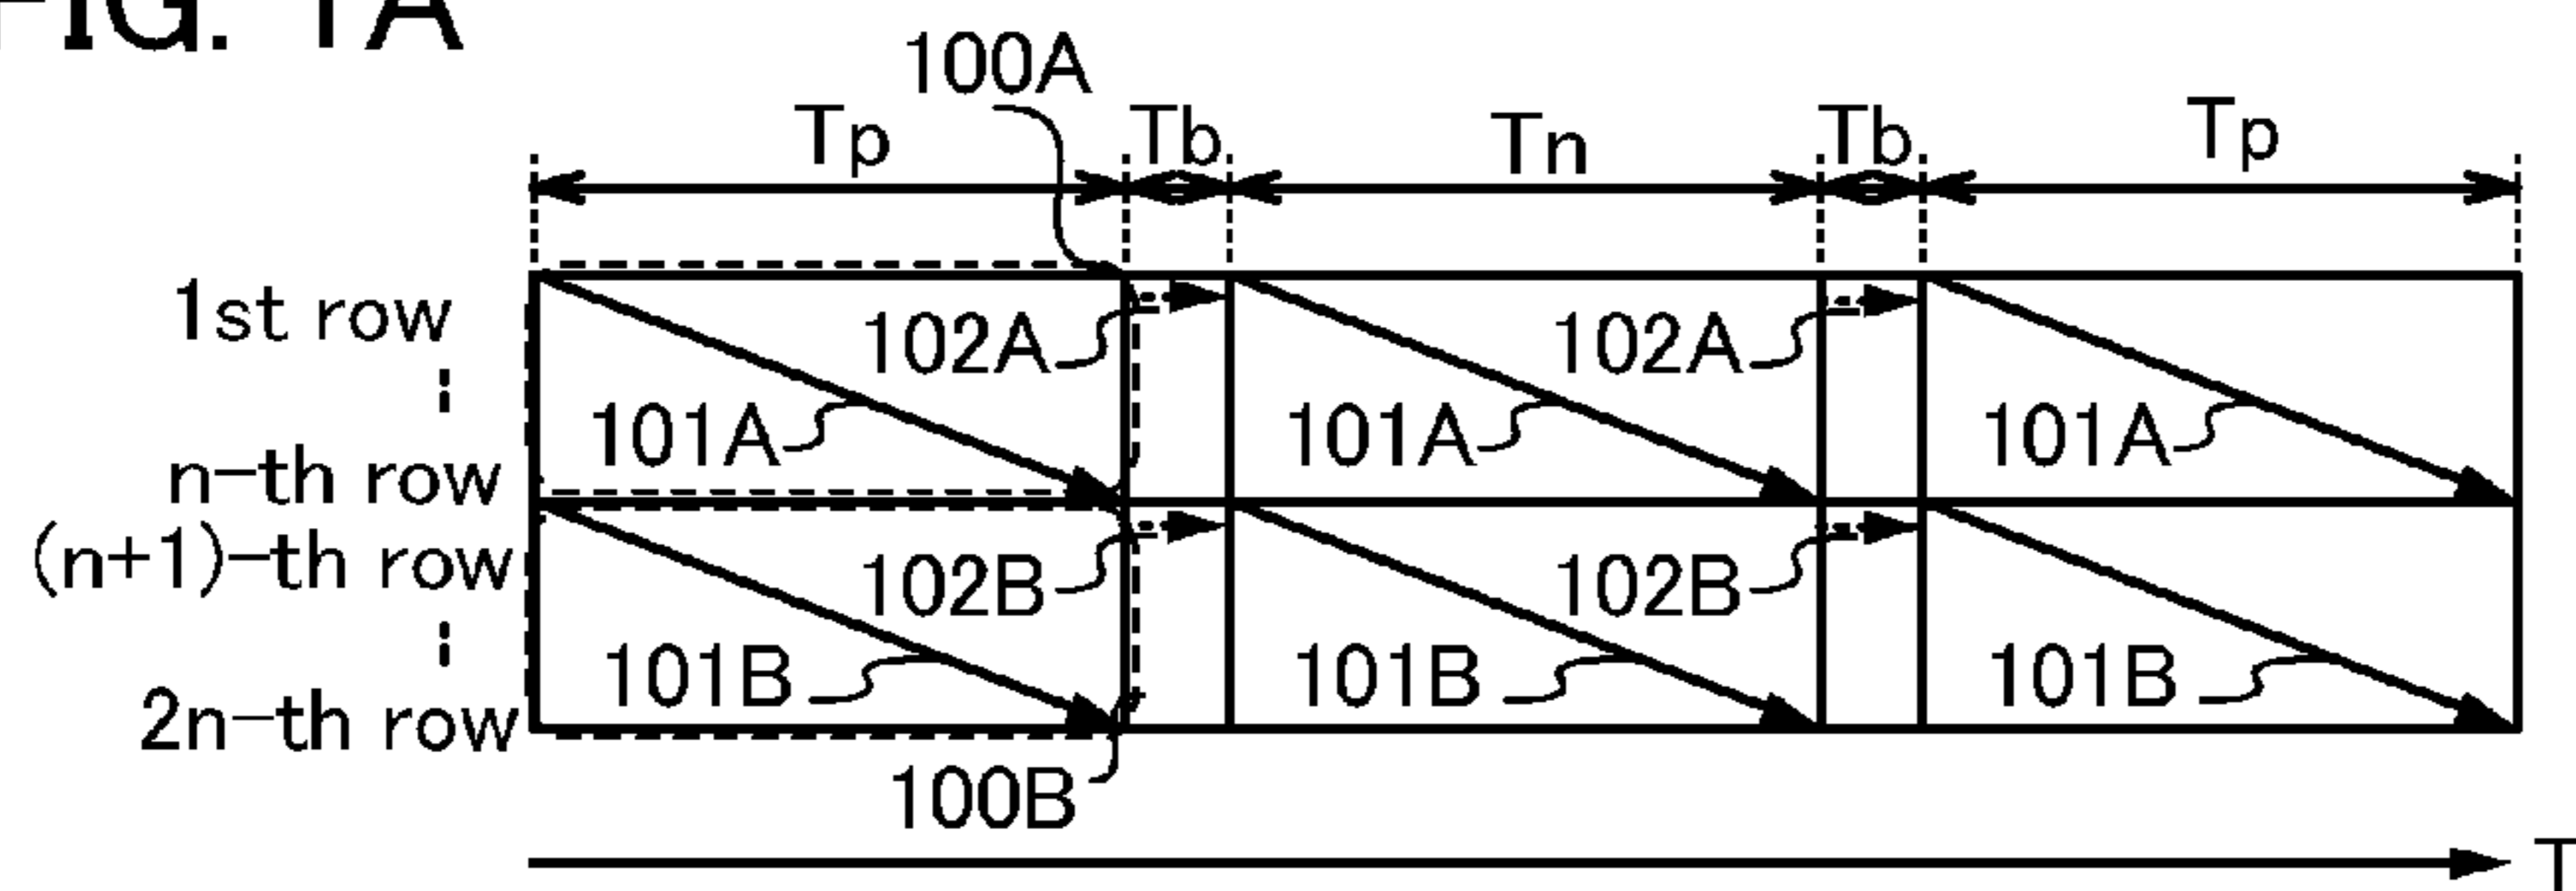 FIG. 1A
100A
Tp Tb Tn Tb Tp
1st row
102A 102A
101A 101A 101A
n-th row
(n+1)-th row
102B 102B
101B 101B 101B
2n-th row
100B
T